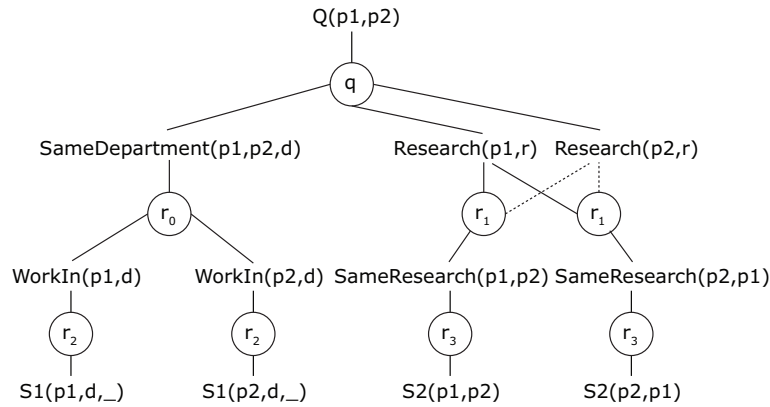 Q(p1,p2)
q
SameDepartment(p1,p2,d) Research(p1,r) Research(p2,r)
r₀ r₁ r₁
WorkIn(p1,d) WorkIn(p2,d) SameResearch(p1,p2) SameResearch(p2,p1)
r₂ r₂ r₃ r₃
S1(p1,d,_) S1(p2,d,_) S2(p1,p2) S2(p2,p1)